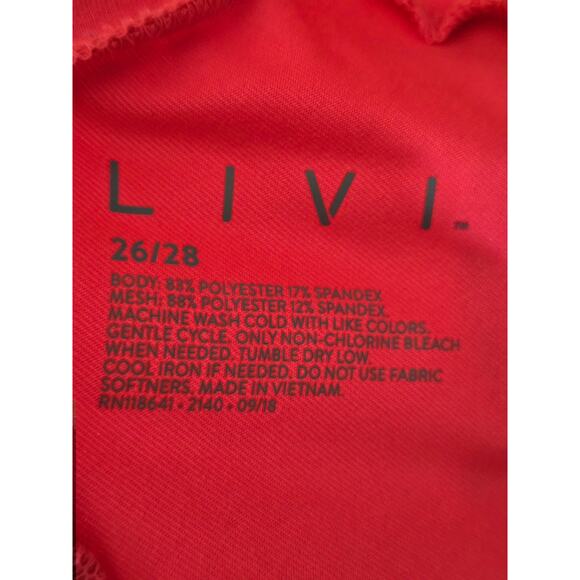 LIVI™
26/28
BODY: 83% POLYESTER 17% SPANDEX
MESH: 88% POLYESTER 12% SPANDEX.
MACHINE WASH COLD WITH LIKE COLORS.
GENTLE CYCLE. ONLY NON-CHLORINE BLEACH
WHEN NEEDED. TUMBLE DRY LOW.
COOL IRON IF NEEDED. DO NOT USE FABRIC
SOFTNERS. MADE IN VIETNAM.
RN118641 • 2140 • 09/18